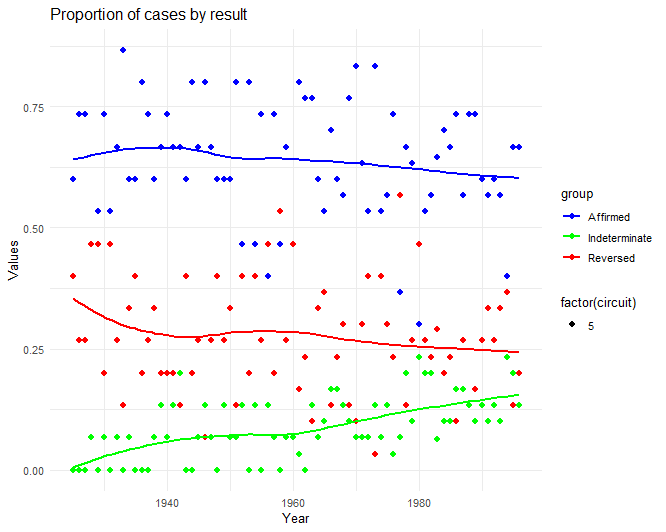 Proportion of cases by result
Values
0.75
0.50
0.25
0.00
1940
1960
1980
Year
group
Affirmed
Indeterminate
Reversed
factor(circuit)
5